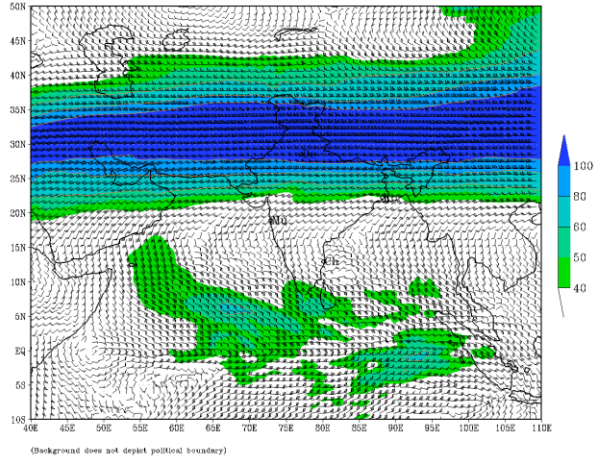 50N
45N
40N
35N
30N
25N
20N
15N
10N
5N
EQ
5S
10S
40E 45E 50E 55E 60E 65E 70E 75E 80E 85E 90E 95E 100E 105E 110E
Mu
Ch
100
80
60
50
40
(Background does not depict political boundary)